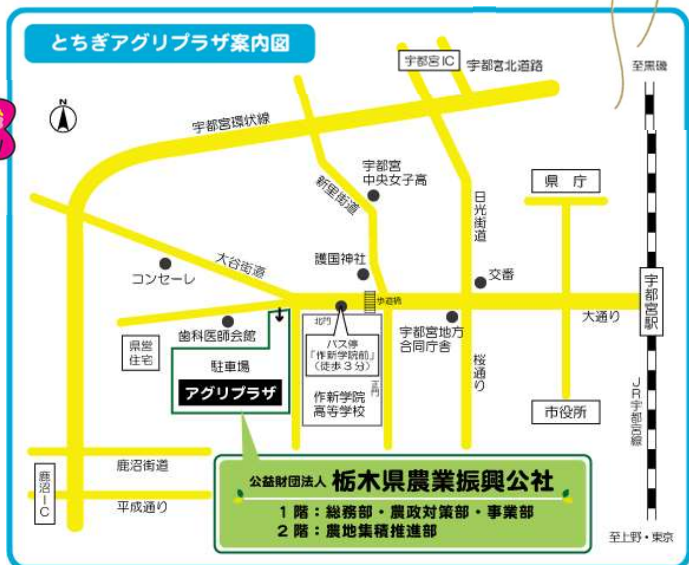 とちぎアグリプラザ案内図
宇都宮IC
宇都宮北道路
至黒磯
N
宇都宮環状線
宇都宮
中央女子高
新里街道
日光街道
県 庁
護国神社
大谷街道
コンセーレ
交番
宇都宮駅
歩道橋
大通り
北門
バス停
「作新学院前」
(徒歩3分)
宇都宮地方
合同庁舎
歯科医師会館
県営
住宅
駐車場
アグリプラザ
正門
作新学院
高等学校
桜通り
市役所
JR宇都宮線
鹿沼街道
鹿沼IC
平成通り
公益財団法人 栃木県農業振興公社
1階:総務部・農政対策部・事業部
2階:農地集積推進部
至上野・東京